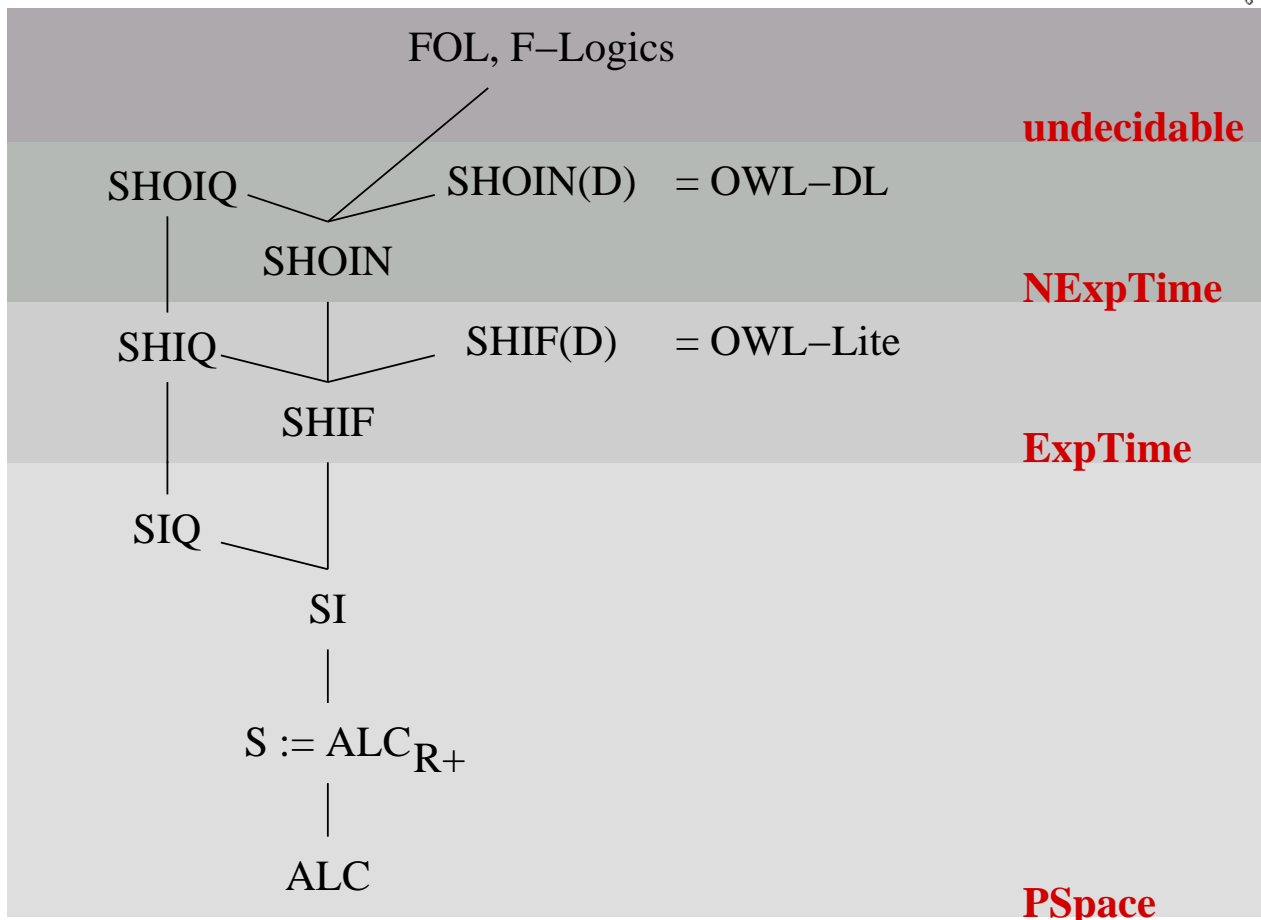 FOL, F−Logics
undecidable
SHOIQ SHOIN(D) = OWL−DL
SHOIN
NExpTime
SHIQ SHIF(D) = OWL−Lite
SHIF
ExpTime
SIQ
SI
S := ALC R+
ALC
PSpace